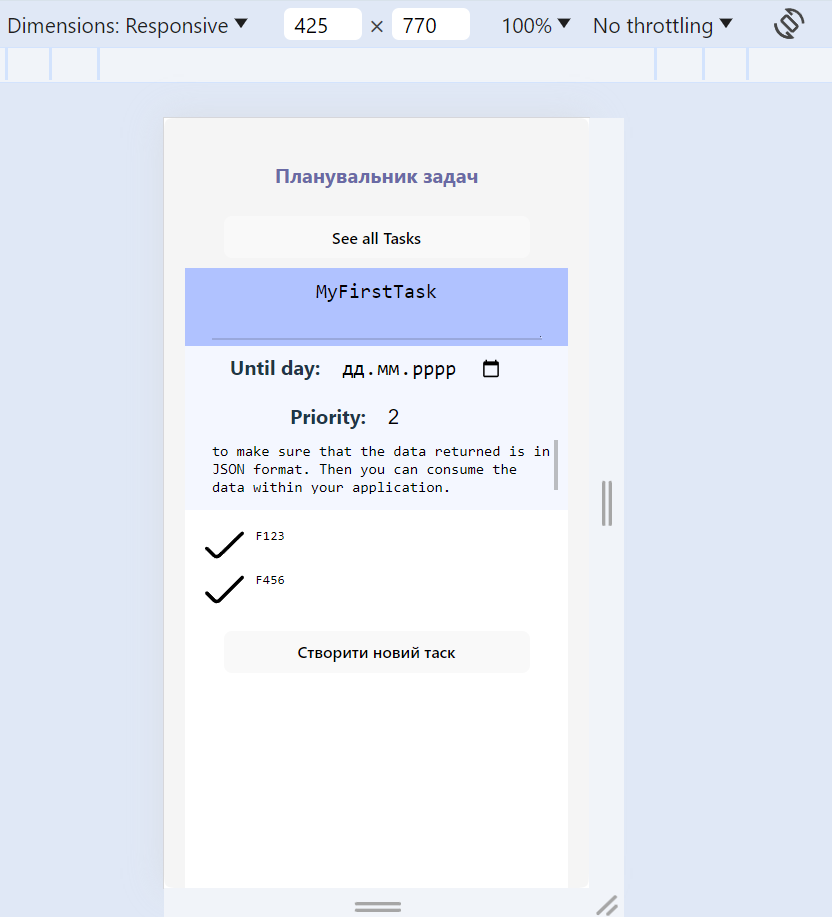 Dimensions: Responsive 425 × 770 100% No throttling
Планувальник задач
See all Tasks
MyFirstTask
Until day: дд.мм.рррр
Priority: 2
to make sure that the data returned is in
JSON format. Then you can consume the
data within your application.
F123
F456
Створити новий таск